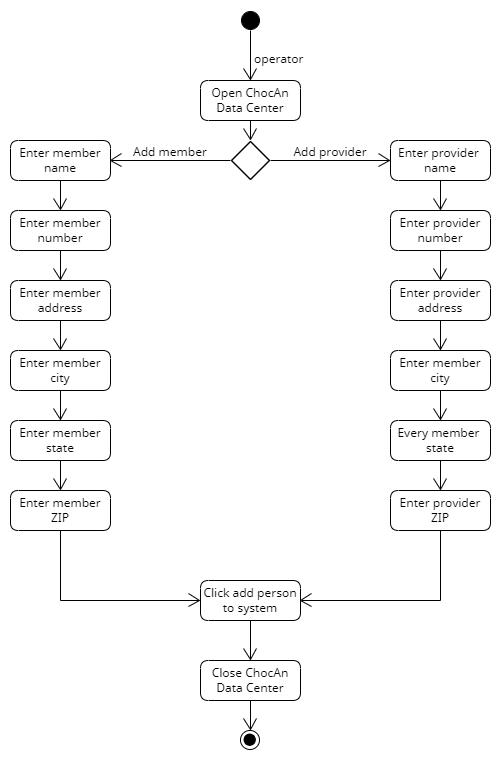 operator
Open ChocAn
Data Center
Add member
Add provider
Enter member
name
Enter member
number
Enter member
address
Enter member
city
Enter member
state
Enter member
ZIP
Enter provider
name
Enter provider
number
Enter provider
address
Enter member
city
Every member
state
Enter provider
ZIP
Click add person
to system
Close ChocAn
Data Center